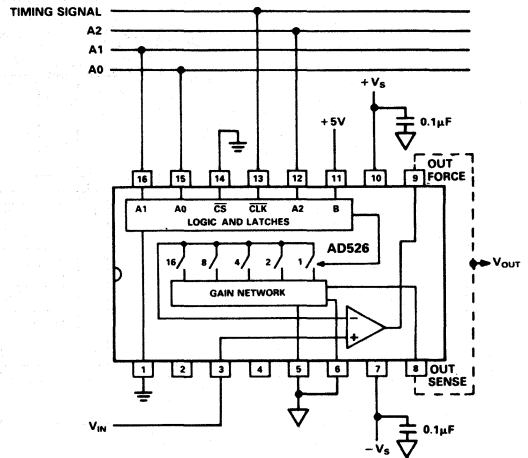 TIMING SIGNAL
A2
A1
A0
+VS
+5V
0.1μF
16 15 14 13 12 11 10 9
OUT FORCE
A1 A0 CS CLK A2 B
LOGIC AND LATCHES
AD526
16 8 4 2 1
VOUT
GAIN NETWORK
−
+
1 2 3 4 5 6 7 8
OUT SENSE
VIN
0.1μF
−VS